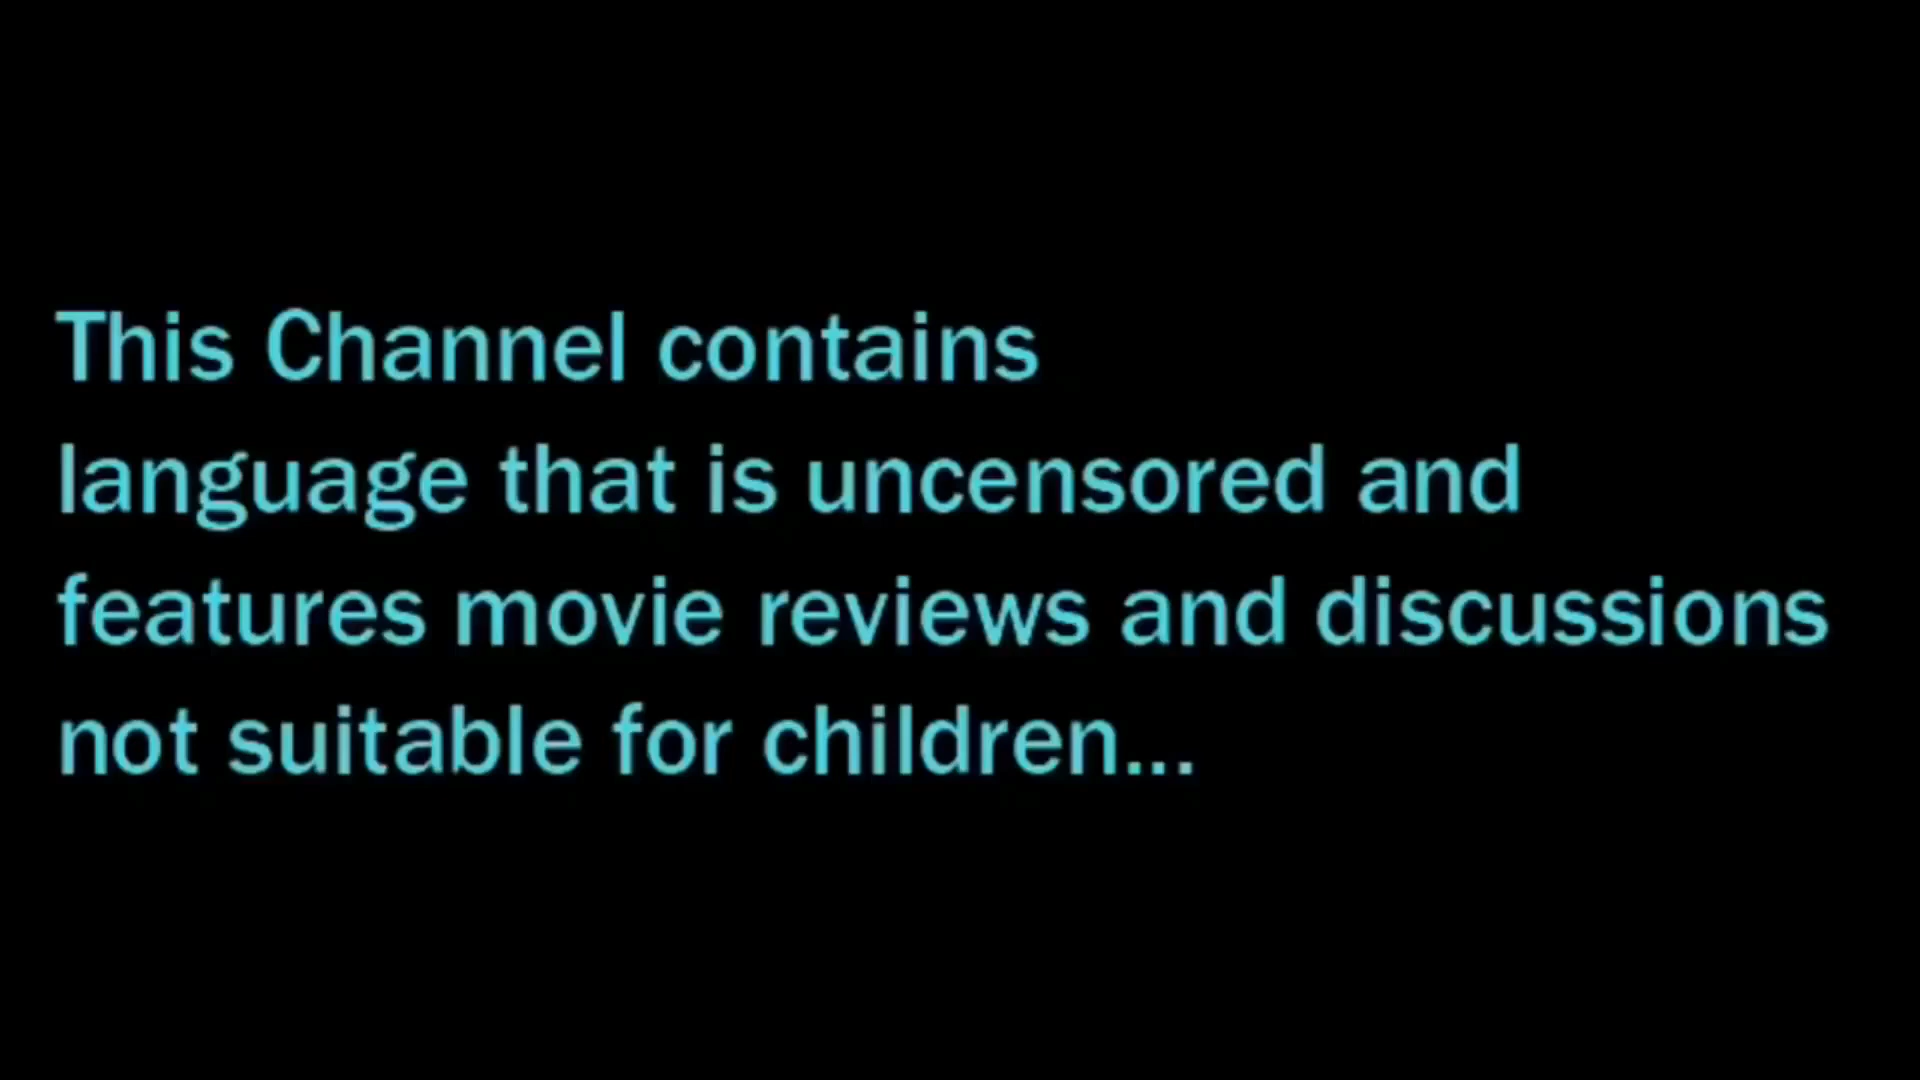 This Channel contains
language that is uncensored and
features movie reviews and discussions
not suitable for children...